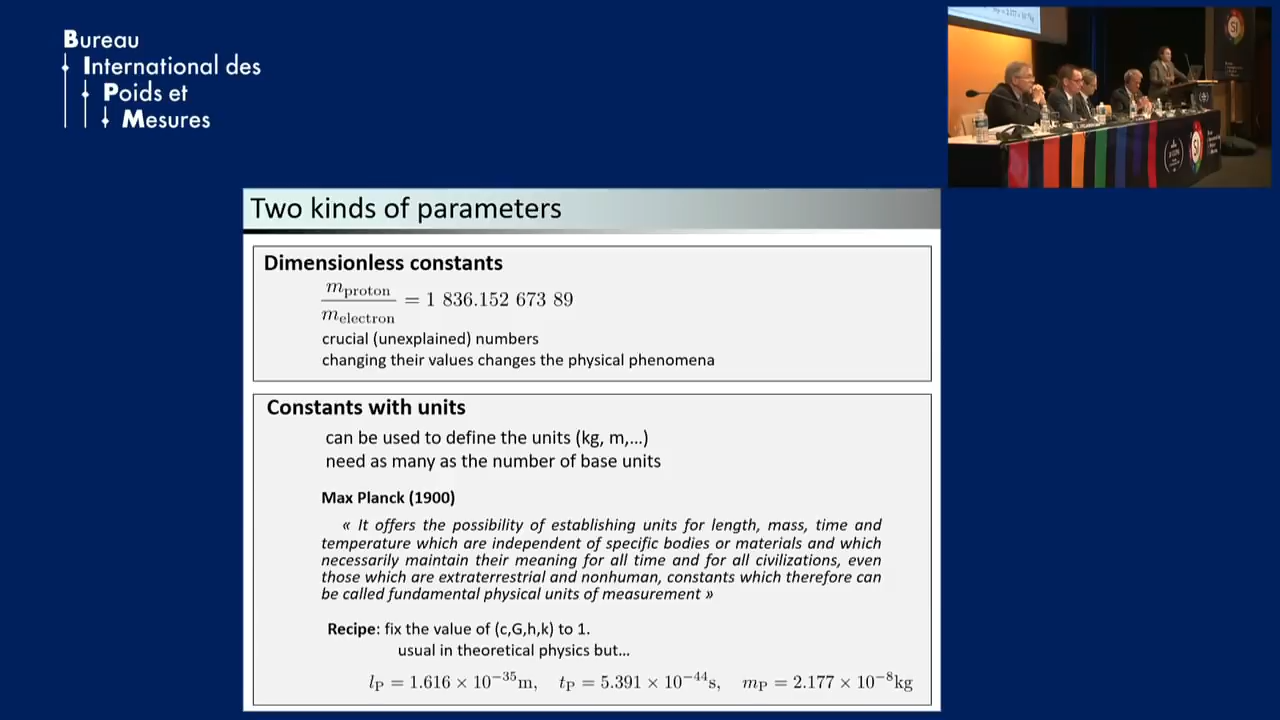 Bureau
International des
Poids et
Mesures
Two kinds of parameters
Dimensionless constants
m_proton / m_electron = 1 836.152 673 89
crucial (unexplained) numbers
changing their values changes the physical phenomena
Constants with units
can be used to define the units (kg, m,...)
need as many as the number of base units
Max Planck (1900)
« It offers the possibility of establishing units for length, mass, time and
temperature which are independent of specific bodies or materials and which
necessarily maintain their meaning for all time and for all civilizations, even
those which are extraterrestrial and nonhuman, constants which therefore can
be called fundamental physical units of measurement »
Recipe: fix the value of (c,G,h,k) to 1.
usual in theoretical physics but...
l_P = 1.616 × 10^−35 m, t_P = 5.391 × 10^−44 s, m_P = 2.177 × 10^−8 kg
SI
SI